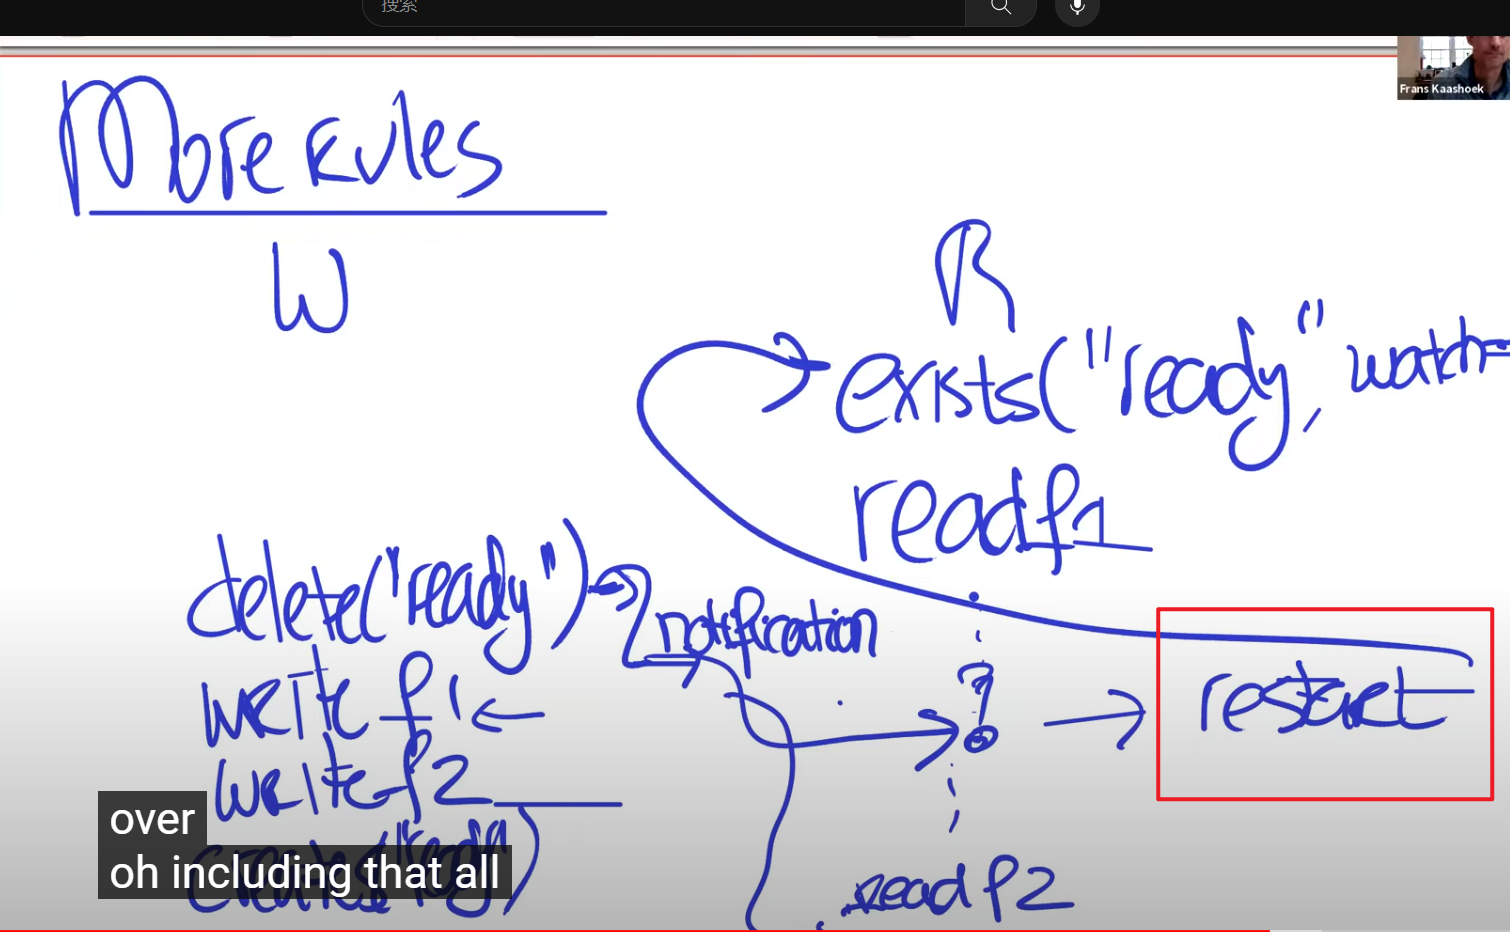 搜索
Frans Kaashoek
More Rules
W
R
exists("ready", watch=
read f1
delete("ready")
notification
write f1
?
restart
write f2
create("ready")
over
oh including that all
read f2